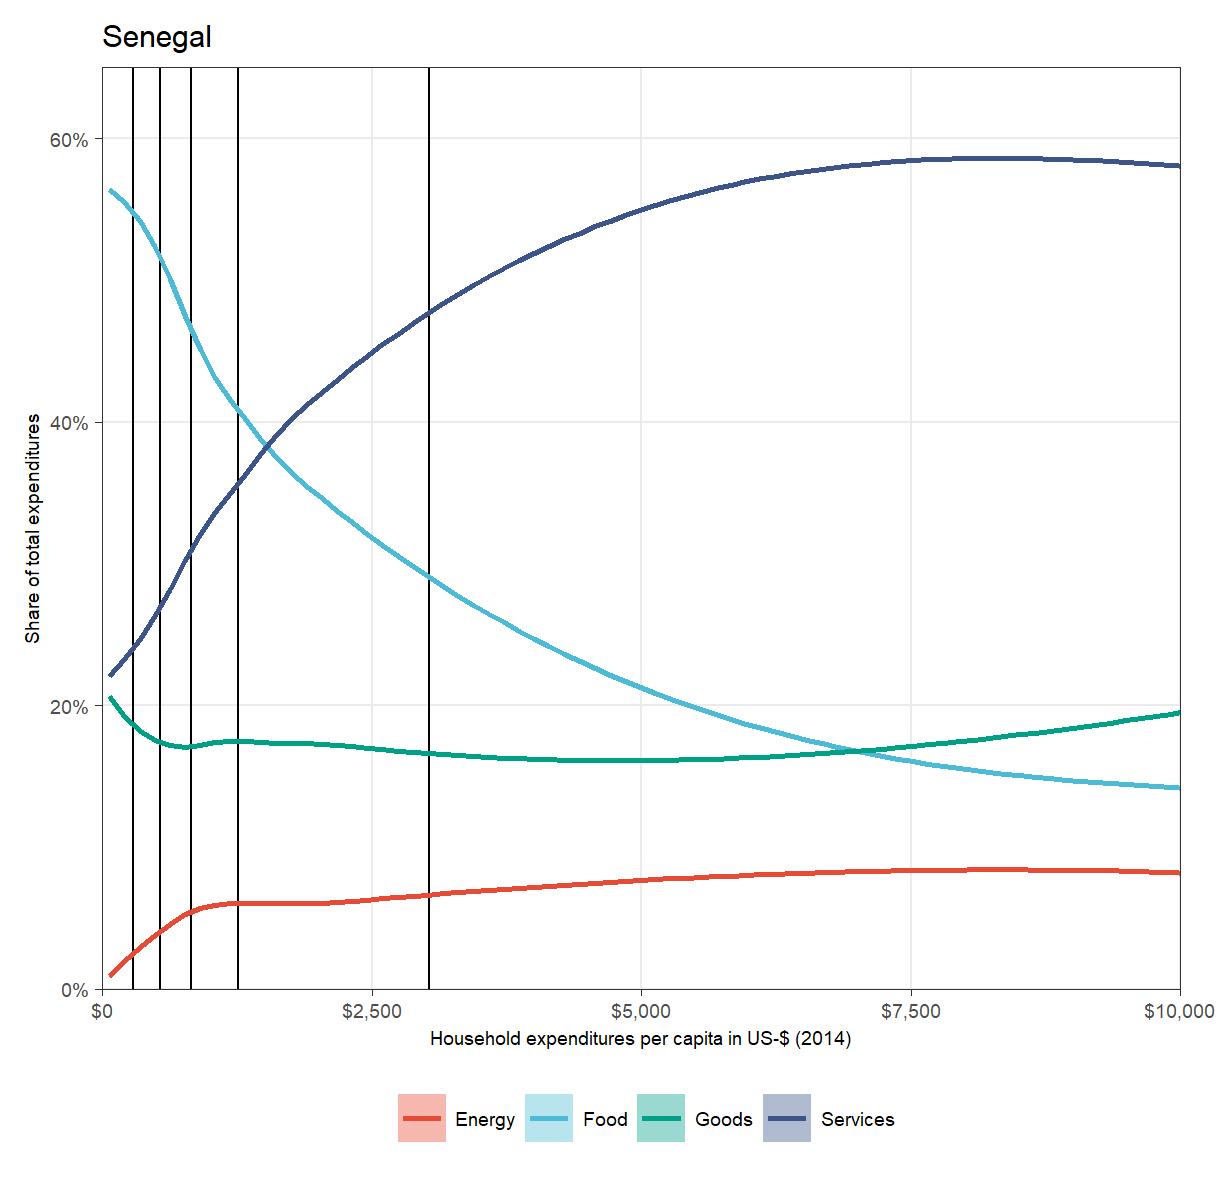 Senegal
60%
40%
20%
0%
Share of total expenditures
$0 $2,500 $5,000 $7,500 $10,000
Household expenditures per capita in US-$ (2014)
Energy Food Goods Services